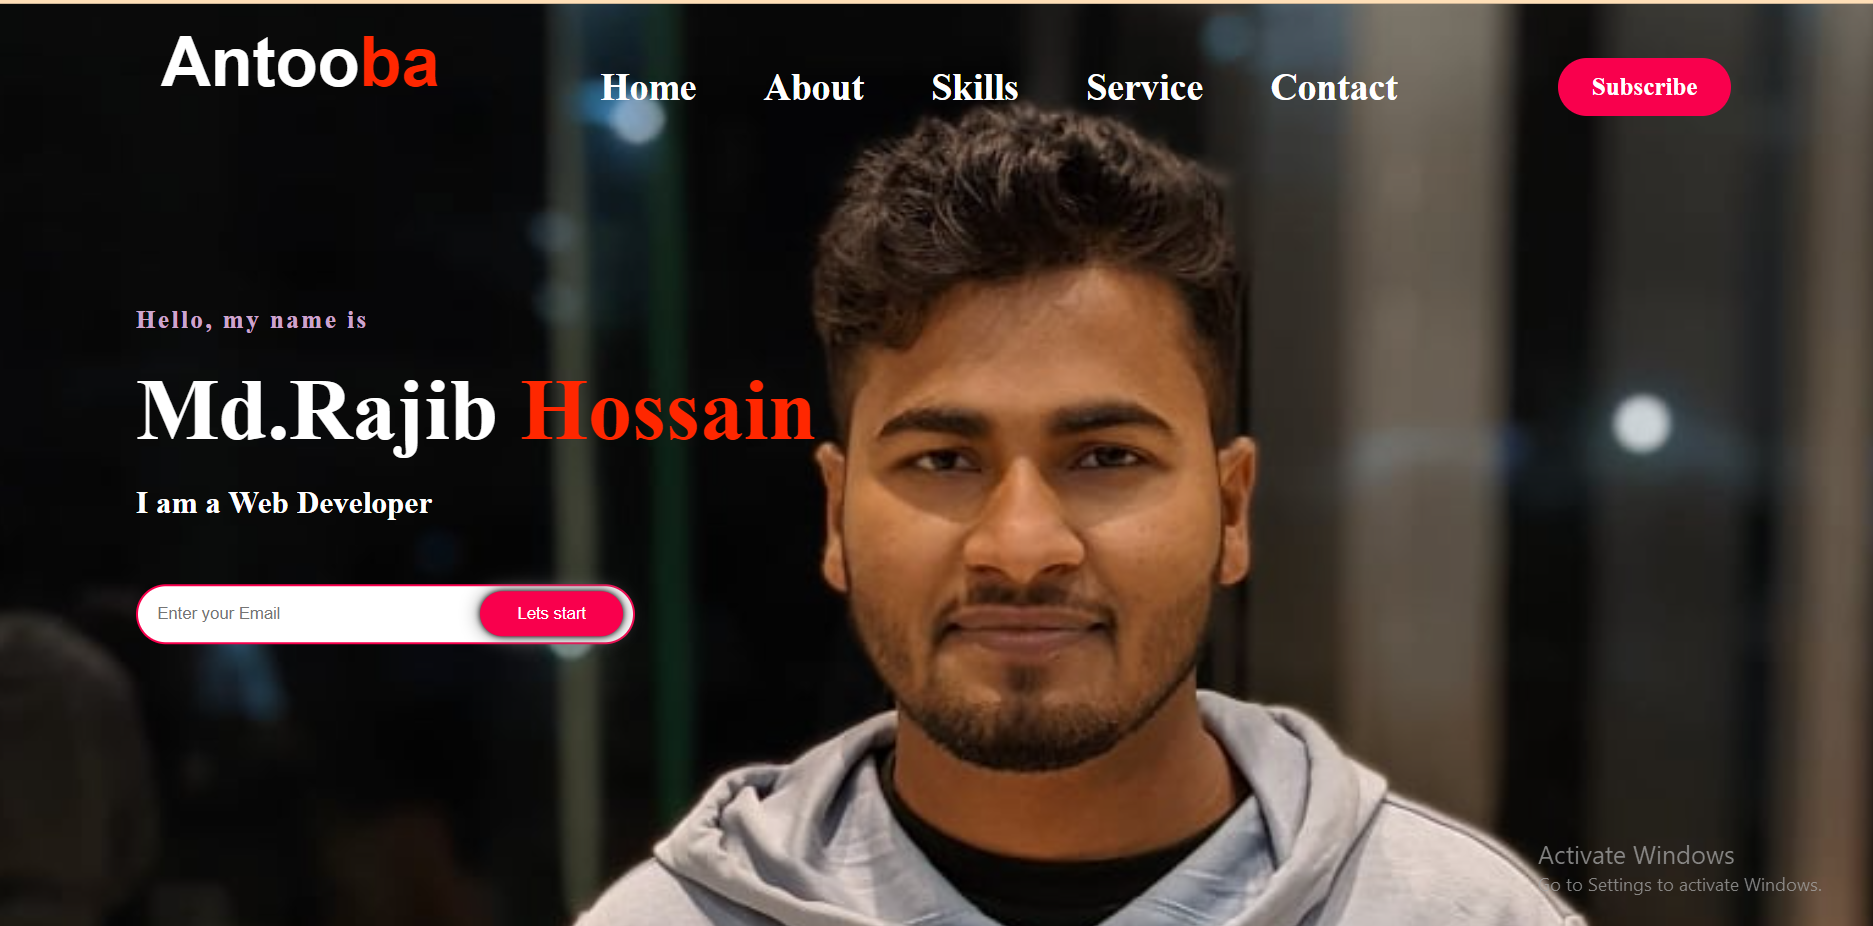 Antooba
Home About Skills Service Contact
Subscribe
Hello, my name is
Md.Rajib Hossain
I am a Web Developer
Enter your Email
Lets start
Activate Windows
Go to Settings to activate Windows.